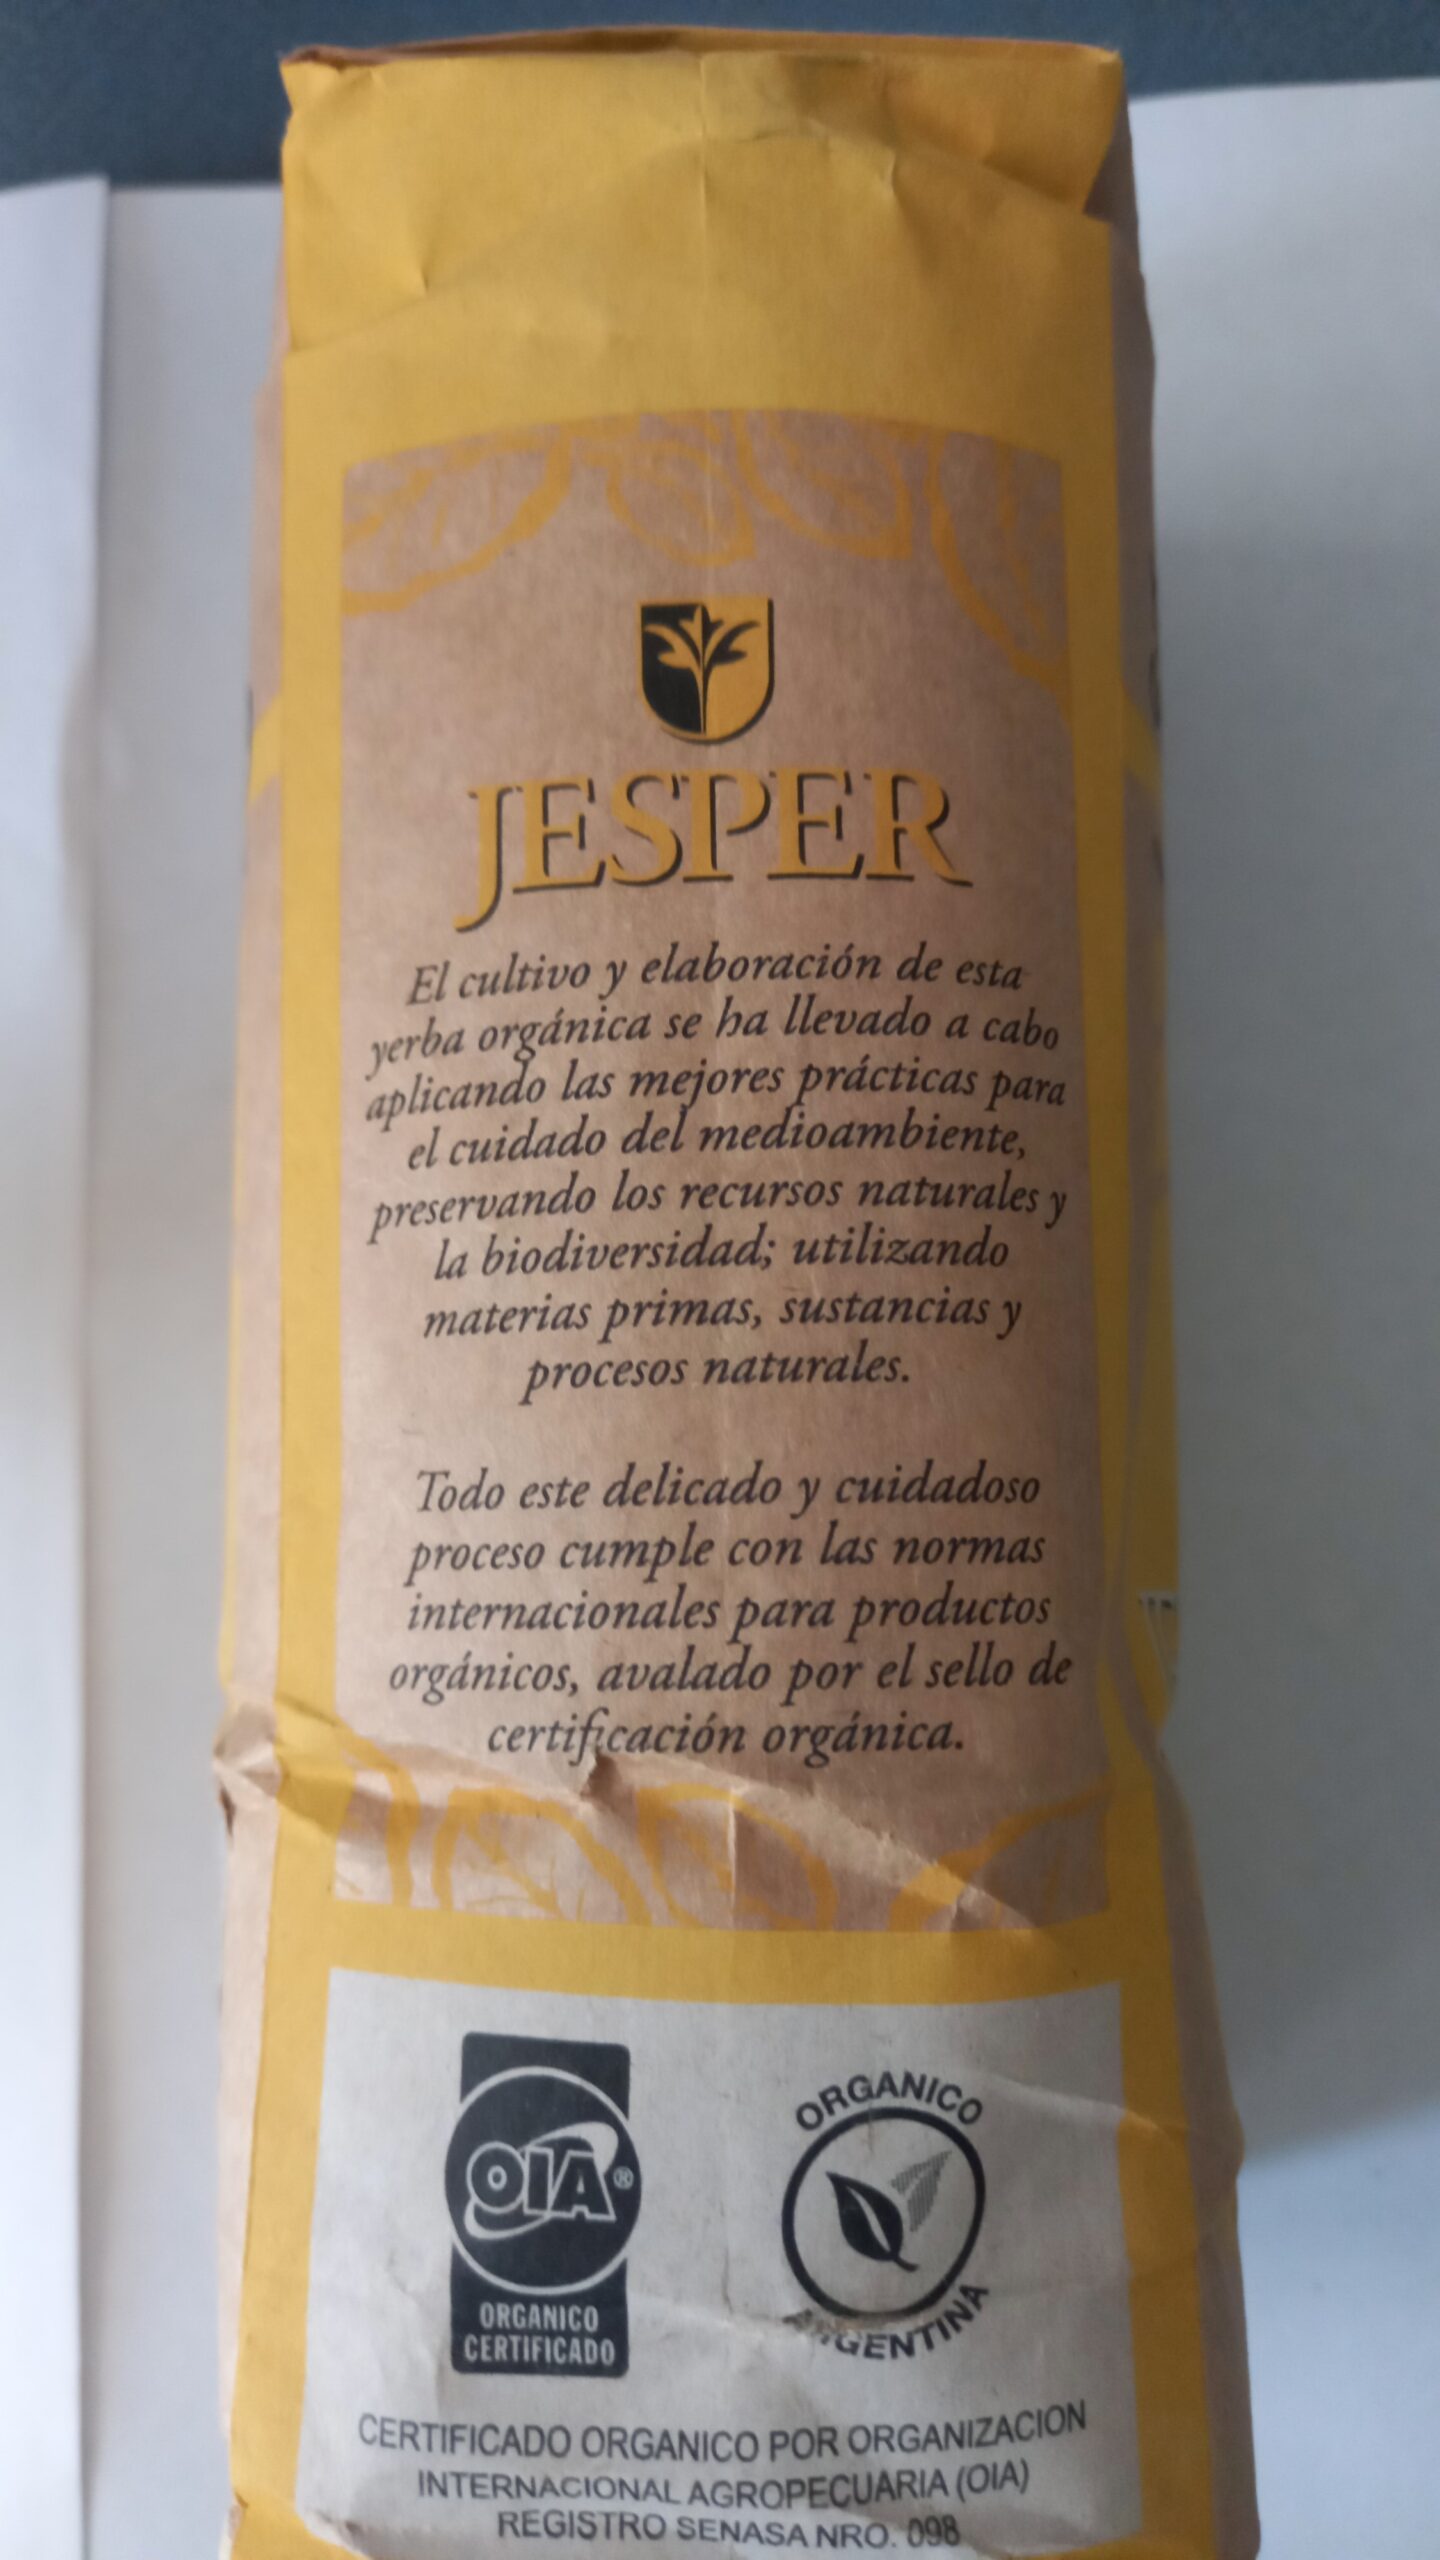 JESPER
El cultivo y elaboración de esta
yerba orgánica se ha llevado a cabo
aplicando las mejores prácticas para
el cuidado del medioambiente,
preservando los recursos naturales y
la biodiversidad; utilizando
materias primas, sustancias y
procesos naturales.
Todo este delicado y cuidadoso
proceso cumple con las normas
internacionales para productos
orgánicos, avalado por el sello de
certificación orgánica.
OIA®
ORGANICO
CERTIFICADO
ORGANICO
ARGENTINA
CERTIFICADO ORGANICO POR ORGANIZACION
INTERNACIONAL AGROPECUARIA (OIA)
REGISTRO SENASA NRO. 098